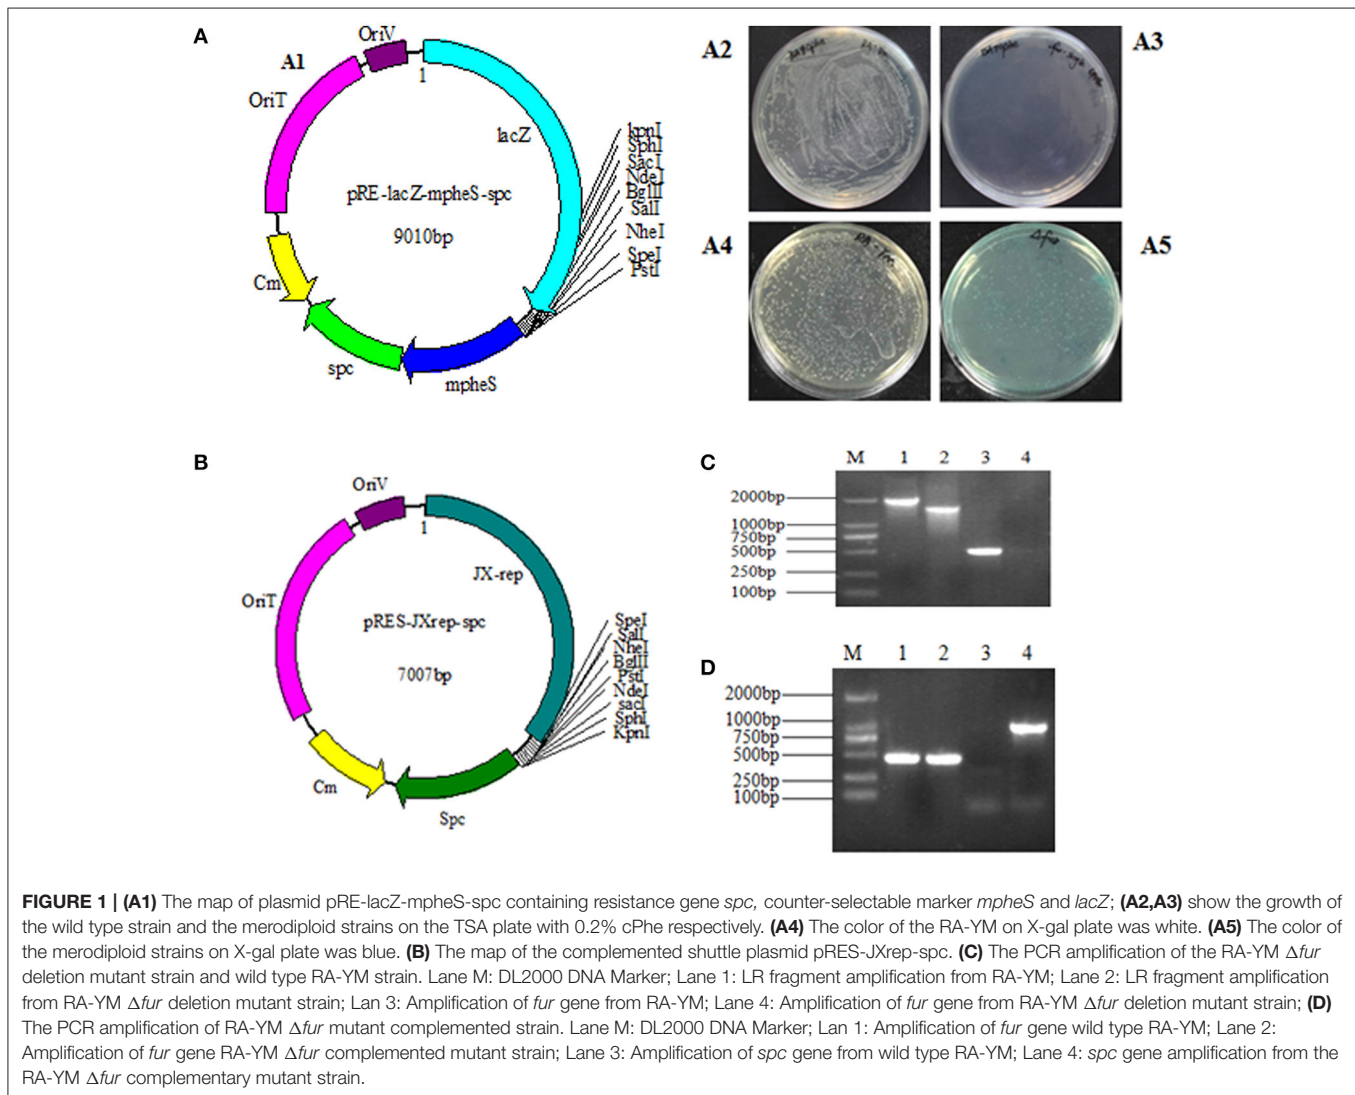 A
A1
OriV
1
OriT
lacZ
pRE-lacZ-mpheS-spc
9010bp
kpnI
SphI
SacI
NdeI
BglII
SalI
NheI
SpeI
PstI
Cm
spc
mpheS
A2
A3
A4
A5
Δfur
B
OriV
1
OriT
JX-rep
pRES-JXrep-spc
7007bp
SpeI
SalI
NheI
BglII
PstI
NdeI
sacI
SphI
KpnI
Cm
Spc
C
M 1 2 3 4
2000bp
1000bp
750bp
500bp
250bp
100bp
D
M 1 2 3 4
2000bp
1000bp
750bp
500bp
250bp
100bp
FIGURE 1 | (A1) The map of plasmid pRE-lacZ-mpheS-spc containing resistance gene spc, counter-selectable marker mpheS and lacZ; (A2,A3) show the growth of
the wild type strain and the merodiploid strains on the TSA plate with 0.2% cPhe respectively. (A4) The color of the RA-YM on X-gal plate was white. (A5) The color of
the merodiploid strains on X-gal plate was blue. (B) The map of the complemented shuttle plasmid pRES-JXrep-spc. (C) The PCR amplification of the RA-YM Δfur
deletion mutant strain and wild type RA-YM strain. Lane M: DL2000 DNA Marker; Lane 1: LR fragment amplification from RA-YM; Lane 2: LR fragment amplification
from RA-YM Δfur deletion mutant strain; Lan 3: Amplification of fur gene from RA-YM; Lane 4: Amplification of fur gene from RA-YM Δfur deletion mutant strain; (D)
The PCR amplification of RA-YM Δfur mutant complemented strain. Lane M: DL2000 DNA Marker; Lan 1: Amplification of fur gene wild type RA-YM; Lane 2:
Amplification of fur gene RA-YM Δfur complemented mutant strain; Lane 3: Amplification of spc gene from wild type RA-YM; Lane 4: spc gene amplification from the
RA-YM Δfur complementary mutant strain.